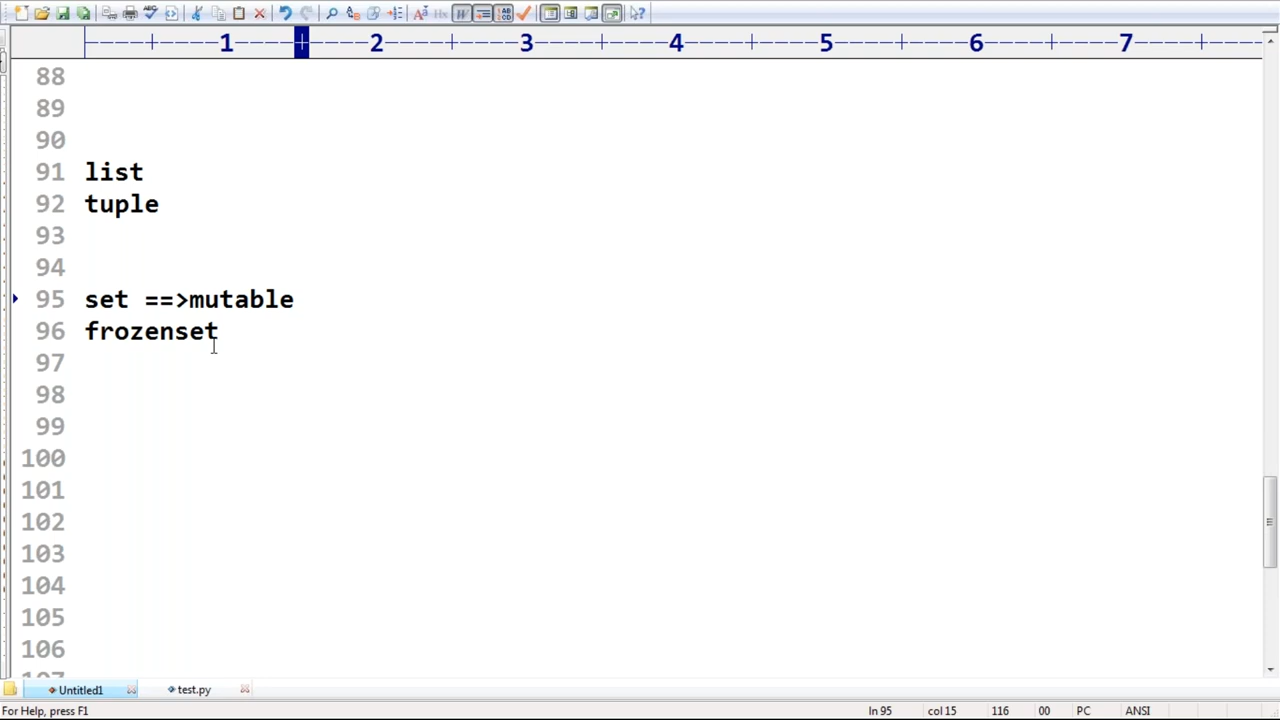 1 2 3 4 5 6 7
88
89
90
91 list
92 tuple
93
94
95 set ==>mutable
96 frozenset
97
98
99
100
101
102
103
104
105
106
Untitled1 test.py
For Help, press F1 ln 95 col 15 116 00 PC ANSI